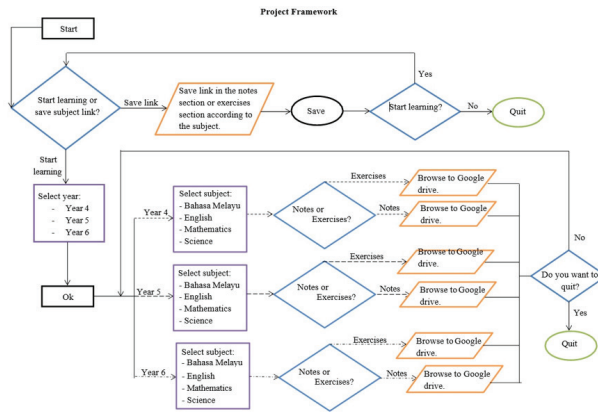 Project Framework
Start
Yes
Start learning or
save subject link?
Save link
Save link in the notes
section or exercises
section according to
the subject.
Save
Start learning?
No
Quit
Start
learning
Select year:
- Year 4
- Year 5
- Year 6
Ok
Year 4
Select subject:
- Bahasa Melayu
- English
- Mathematics
- Science
Notes or
Exercises?
Exercises
Browse to Google
drive.
Notes
Browse to Google
drive.
Year 5
Select subject:
- Bahasa Melayu
- English
- Mathematics
- Science
Notes or
Exercises?
Exercises
Browse to Google
drive.
Notes
Browse to Google
drive.
Year 6
Select subject:
- Bahasa Melayu
- English
- Mathematics
- Science
Notes or
Exercises?
Exercises
Browse to Google
drive.
Notes
Browse to Google
drive.
No
Do you want to
quit?
Yes
Quit